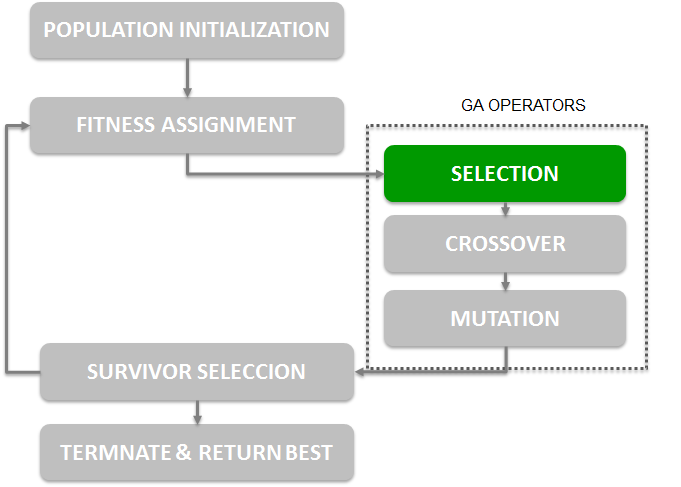 POPULATION INITIALIZATION
FITNESS ASSIGNMENT
GA OPERATORS
SELECTION
CROSSOVER
MUTATION
SURVIVOR SELECCION
TERMNATE & RETURN BEST